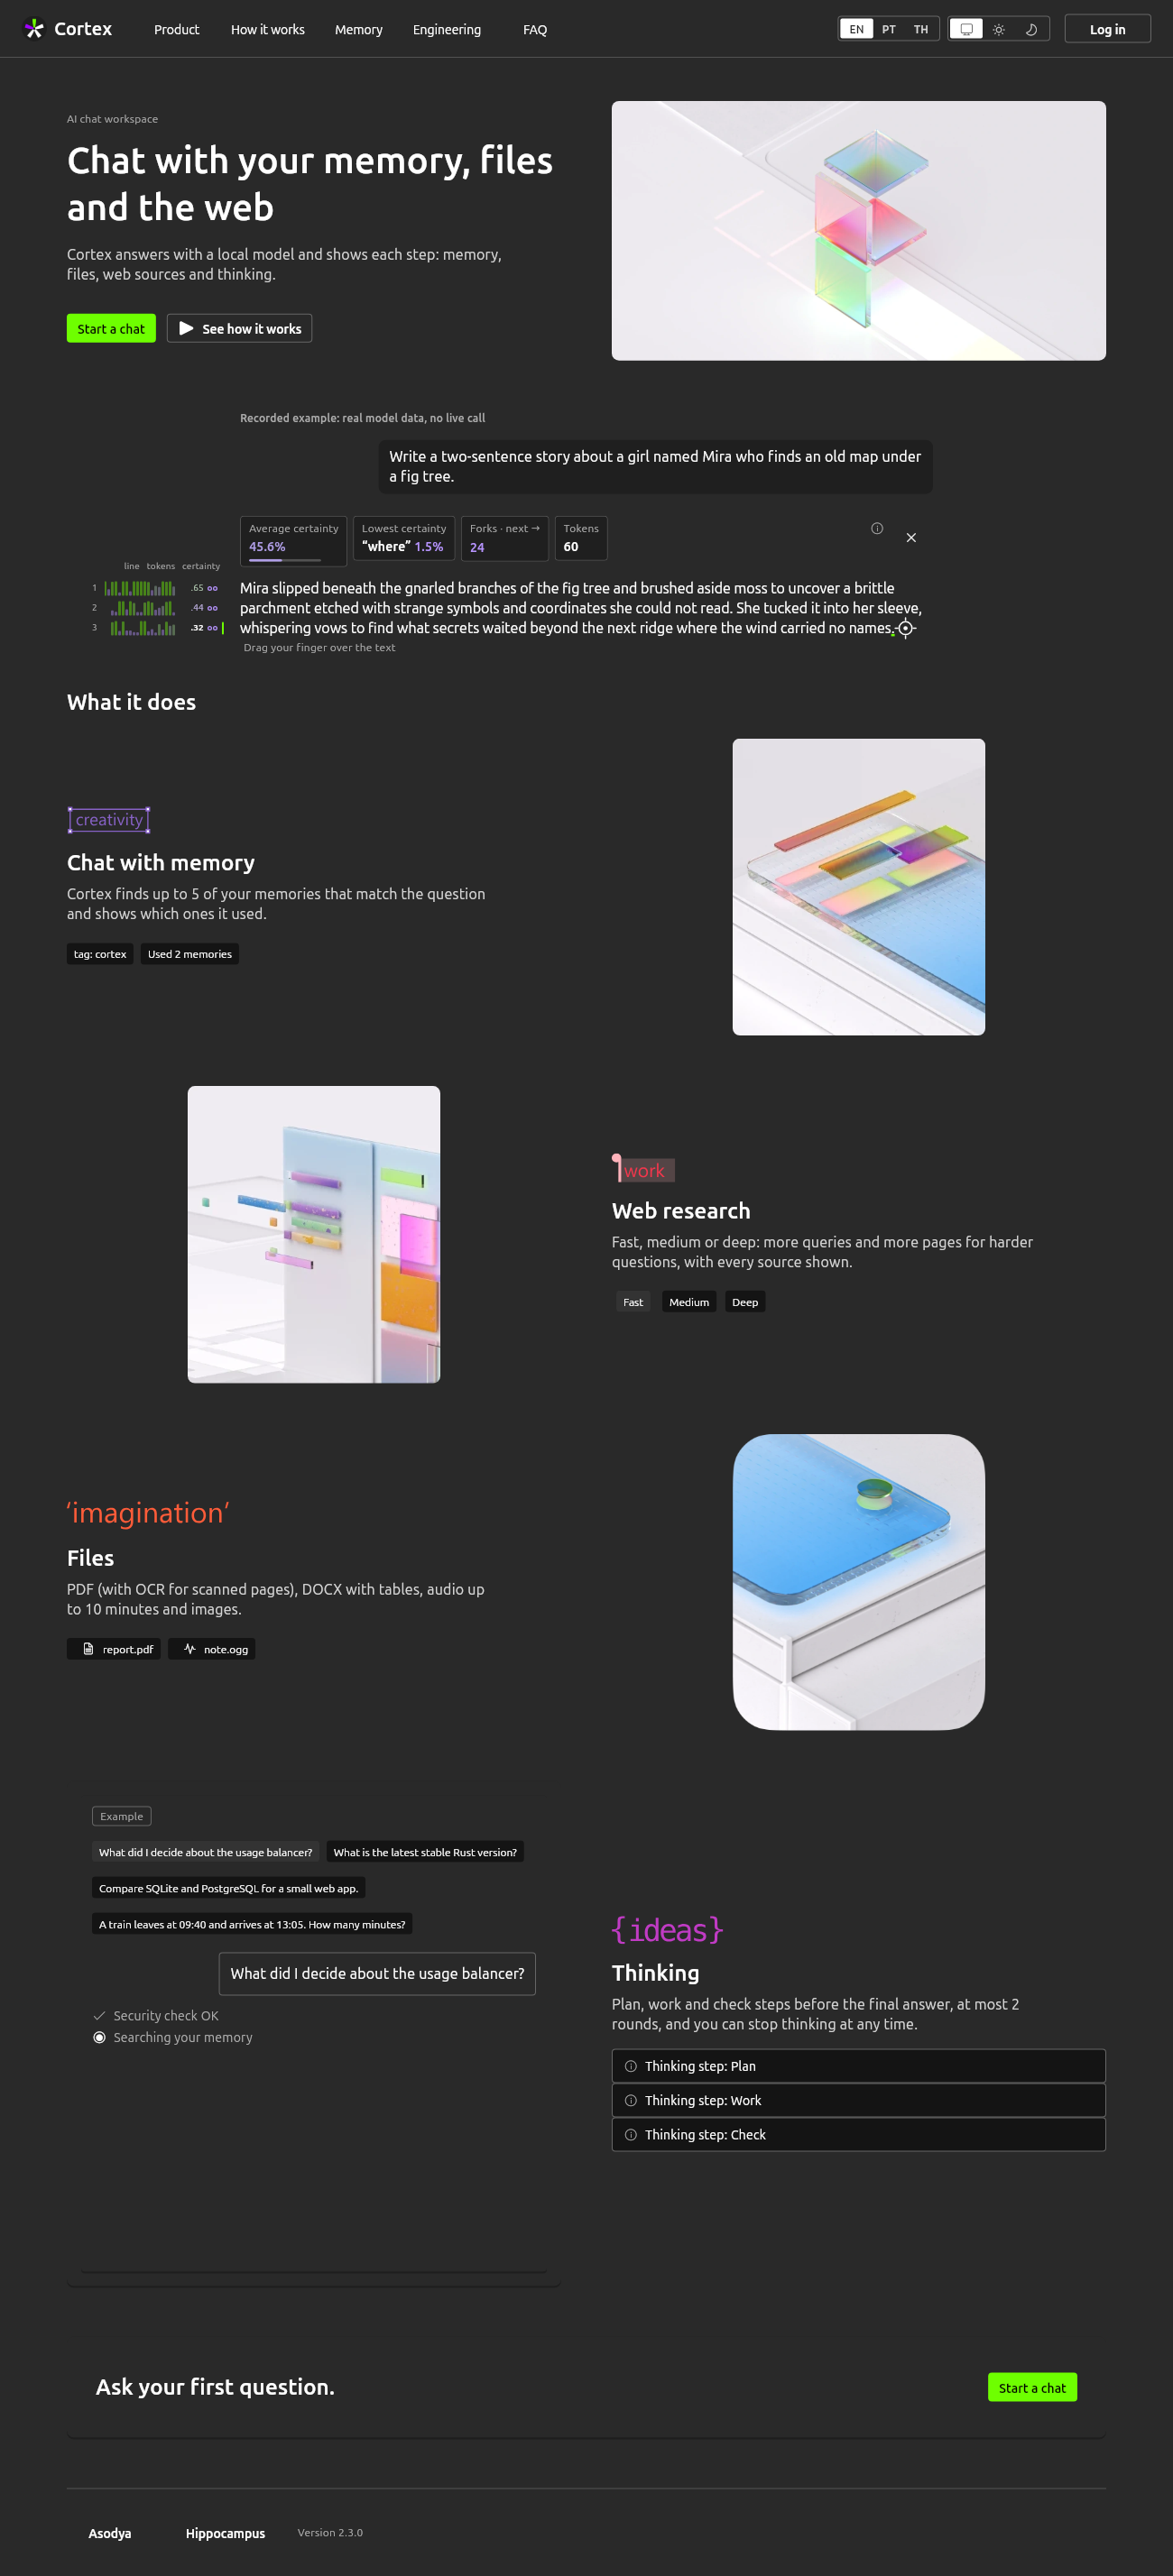 Cortex
Product
How it works
Memory
Engineering
FAQ
EN PT TH
Log in
AI chat workspace
Chat with your memory, files
and the web
Cortex answers with a local model and shows each step: memory,
files, web sources and thinking.
Start a chat
See how it works
Recorded example: real model data, no live call
Write a two-sentence story about a girl named Mira who finds an old map under
a fig tree.
Average certainty
45.6%
Lowest certainty
“where” 1.5%
Forks · next →
24
Tokens
60
line tokens certainty
1 .65
2 .44
3 .32
Mira slipped beneath the gnarled branches of the fig tree and brushed aside moss to uncover a brittle
parchment etched with strange symbols and coordinates she could not read. She tucked it into her sleeve,
whispering vows to find what secrets waited beyond the next ridge where the wind carried no names.
Drag your finger over the text
What it does
creativity
Chat with memory
Cortex finds up to 5 of your memories that match the question
and shows which ones it used.
tag: cortex
Used 2 memories
work
Web research
Fast, medium or deep: more queries and more pages for harder
questions, with every source shown.
Fast
Medium
Deep
‘imagination’
Files
PDF (with OCR for scanned pages), DOCX with tables, audio up
to 10 minutes and images.
report.pdf
note.ogg
Example
What did I decide about the usage balancer?
What is the latest stable Rust version?
Compare SQLite and PostgreSQL for a small web app.
A train leaves at 09:40 and arrives at 13:05. How many minutes?
What did I decide about the usage balancer?
Security check OK
Searching your memory
{ideas}
Thinking
Plan, work and check steps before the final answer, at most 2
rounds, and you can stop thinking at any time.
Thinking step: Plan
Thinking step: Work
Thinking step: Check
Ask your first question.
Start a chat
Asodya
Hippocampus
Version 2.3.0